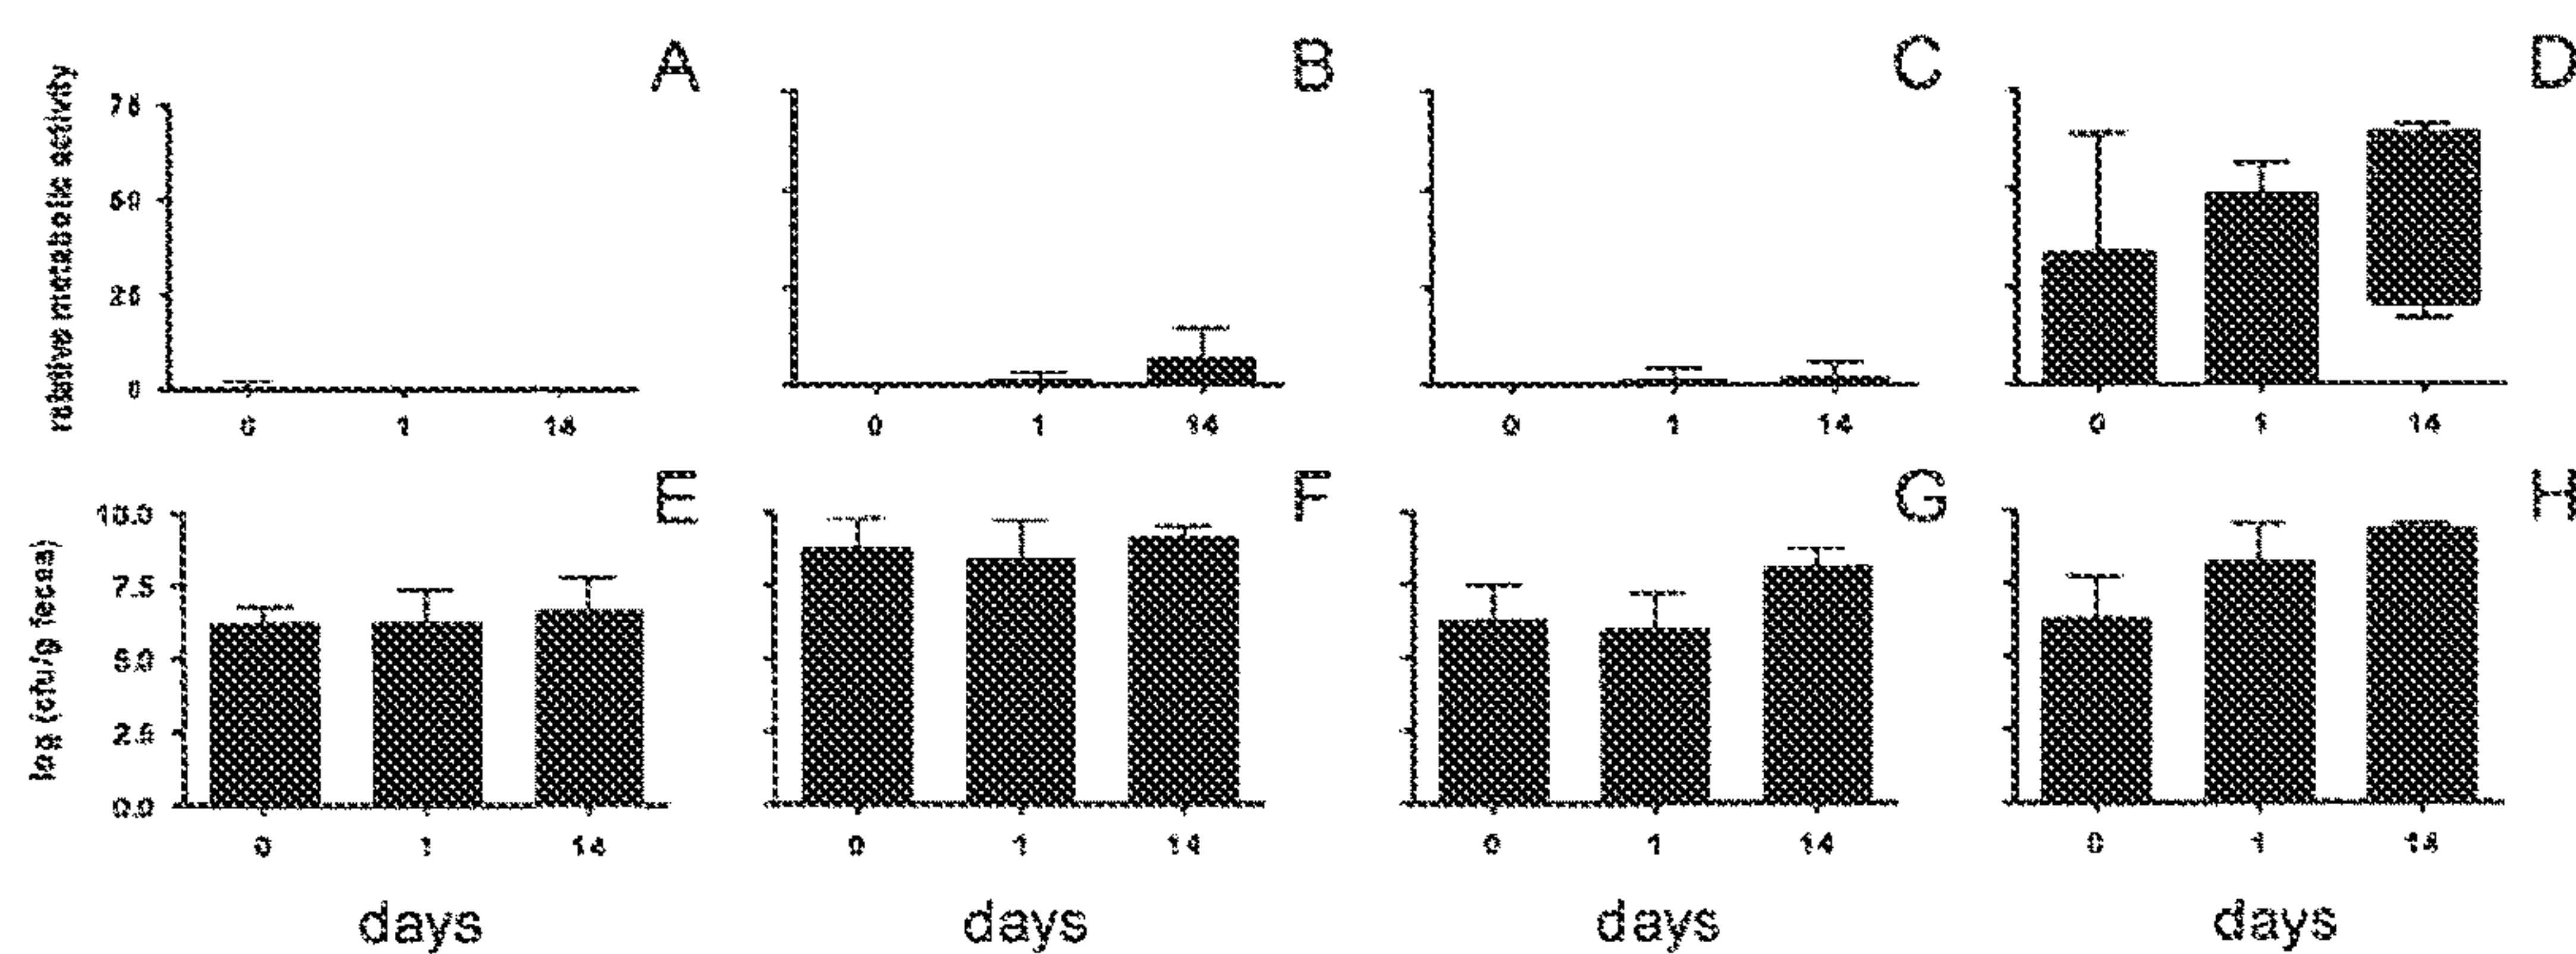 A B C D
relative metabolic activity
75
50
25
0
0 1 14 0 1 14 0 1 14 0 1 14
E F G H
log (cfu/g feces)
10.0
7.5
5.0
2.5
0.0
0 1 14 0 1 14 0 1 14 0 1 14
days days days days